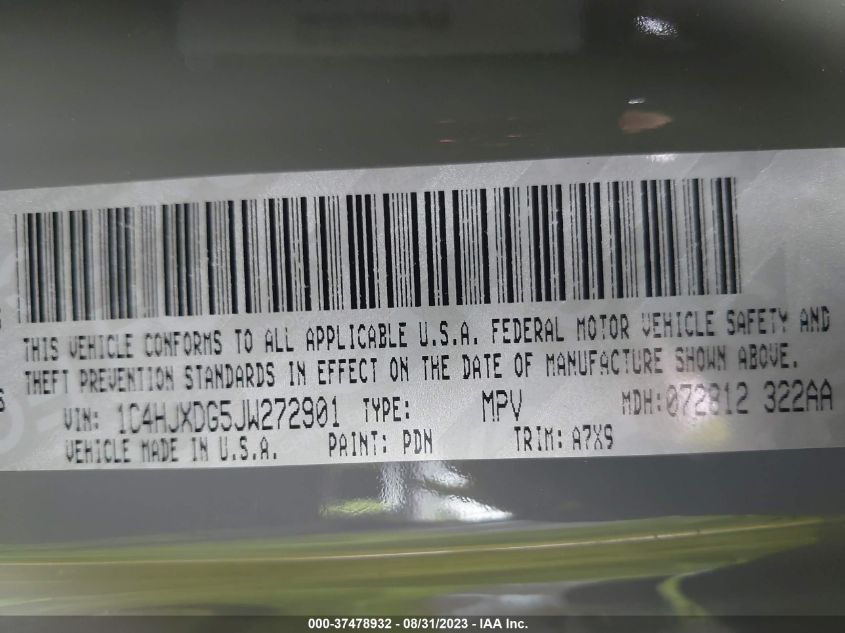 THIS VEHICLE CONFORMS TO ALL APPLICABLE U.S.A. FEDERAL MOTOR VEHICLE SAFETY AND
THEFT PREVENTION STANDARDS IN EFFECT ON THE DATE OF MANUFACTURE SHOWN ABOVE.
VIN: 1C4HJXDG5JW272901 TYPE: MPV MDH: 072812 322AA
VEHICLE MADE IN U.S.A. PAINT: PDN TRIM: A7X9
000-37478932 - 08/31/2023 - IAA Inc.